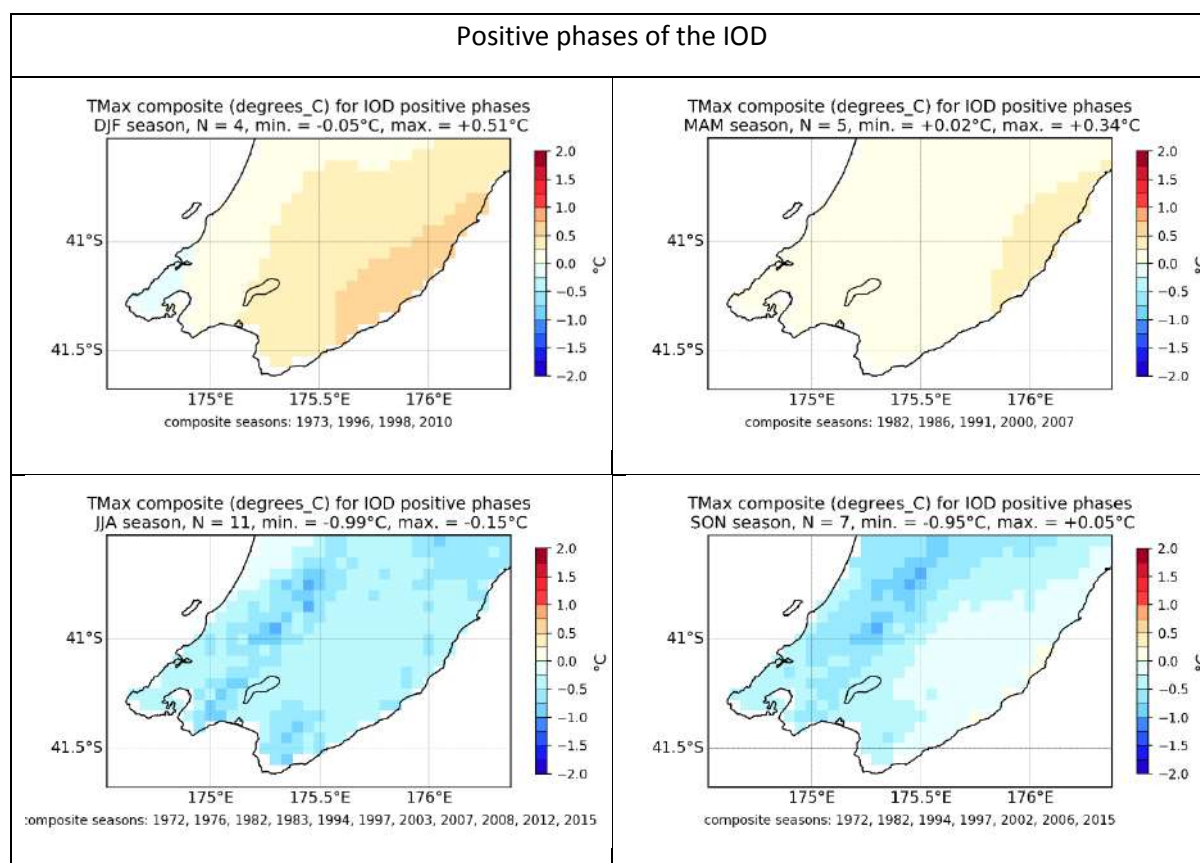 Positive phases of the IOD
TMax composite (degrees_C) for IOD positive phases
DJF season, N = 4, min. = -0.05°C, max. = +0.51°C
2.0
1.5
1.0
0.5
0.0
−0.5
−1.0
−1.5
−2.0
°C
41°S
41.5°S
175°E
175.5°E
176°E
composite seasons: 1973, 1996, 1998, 2010
TMax composite (degrees_C) for IOD positive phases
MAM season, N = 5, min. = +0.02°C, max. = +0.34°C
2.0
1.5
1.0
0.5
0.0
−0.5
−1.0
−1.5
−2.0
°C
41°S
41.5°S
175°E
175.5°E
176°E
composite seasons: 1982, 1986, 1991, 2000, 2007
TMax composite (degrees_C) for IOD positive phases
JJA season, N = 11, min. = -0.99°C, max. = -0.15°C
2.0
1.5
1.0
0.5
0.0
−0.5
−1.0
−1.5
−2.0
°C
41°S
41.5°S
175°E
175.5°E
176°E
composite seasons: 1972, 1976, 1982, 1983, 1994, 1997, 2003, 2007, 2008, 2012, 2015
TMax composite (degrees_C) for IOD positive phases
SON season, N = 7, min. = -0.95°C, max. = +0.05°C
2.0
1.5
1.0
0.5
0.0
−0.5
−1.0
−1.5
−2.0
°C
41°S
41.5°S
175°E
175.5°E
176°E
composite seasons: 1972, 1982, 1994, 1997, 2002, 2006, 2015